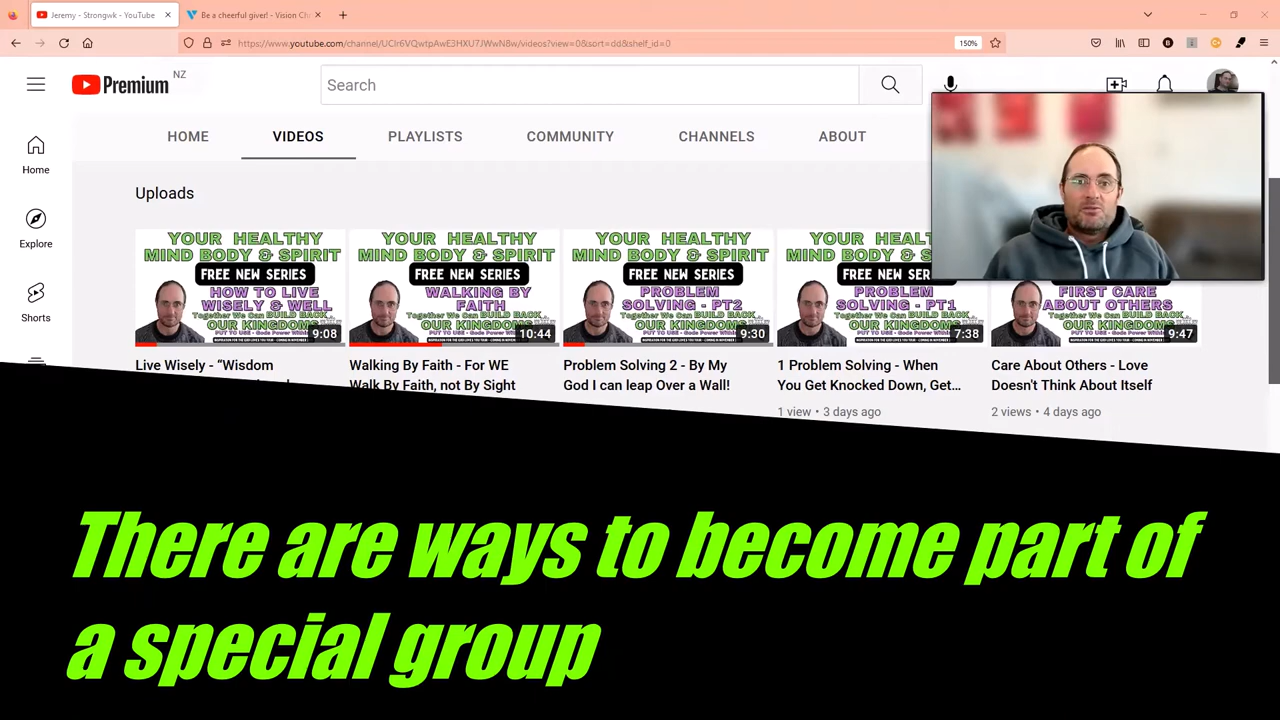 Jeremy - Strongwk - YouTube
Be a cheerful giver! - Vision Ch
https://www.youtube.com/channel/
videos?view=0&sort=dd&shelf_id=0
150%
Premium
NZ
Search
HOME
VIDEOS
PLAYLISTS
COMMUNITY
CHANNELS
ABOUT
Home
Explore
Shorts
Uploads
YOUR HEALTHY
MIND BODY & SPIRIT
FREE NEW SERIES
HOW TO LIVE
WISELY & WELL
Together We Can BUILD BACK
OUR KINGDOM
9:08
Live Wisely - “Wisdom
YOUR HEALTHY
MIND BODY & SPIRIT
FREE NEW SERIES
WALKING BY
FAITH
Together We Can BUILD BACK
OUR KINGDOM
10:44
Walking By Faith - For WE
Walk By Faith, not By Sight
YOUR HEALTHY
MIND BODY & SPIRIT
FREE NEW SERIES
PROBLEM
SOLVING - PT2
Together We Can BUILD BACK
OUR KINGDOM
9:30
Problem Solving 2 - By My
God I can leap Over a Wall!
YOUR HEALTHY
MIND BODY & SPIRIT
FREE NEW SERIES
PROBLEM
SOLVING - PT1
Together We Can BUILD BACK
OUR KINGDOM
7:38
1 Problem Solving - When
You Get Knocked Down, Get...
1 view • 3 days ago
FIRST CARE
ABOUT OTHERS
Together We Can BUILD BACK
OUR KINGDOM
9:47
Care About Others - Love
Doesn't Think About Itself
2 views • 4 days ago
There are ways to become part of
a special group